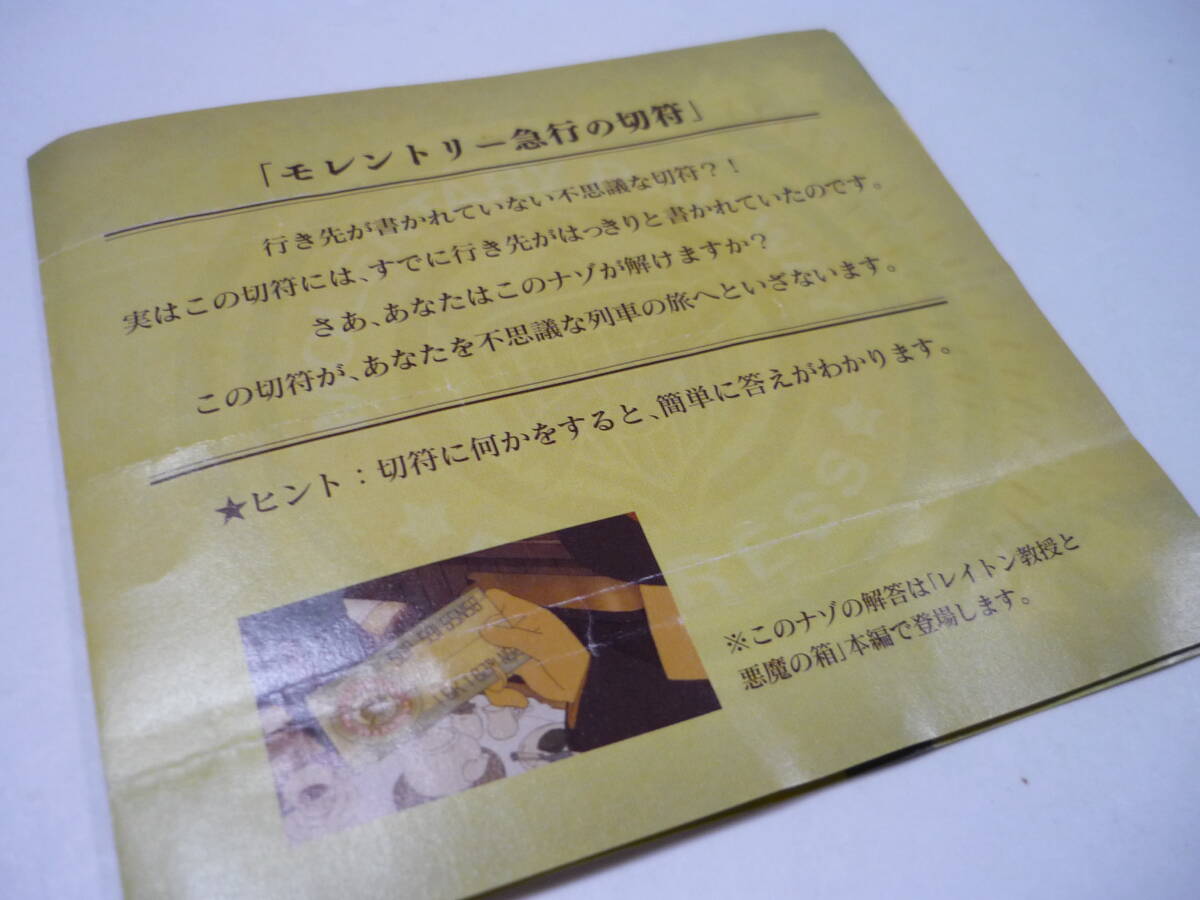 「モレントリー急行の切符」
行き先が書かれていない不思議な切符?!
実はこの切符には、すでに行き先がはっきりと書かれていたのです。
さあ、あなたはこのナゾが解けますか?
この切符が、あなたを不思議な列車の旅へといざないます。
★ヒント:切符に何かをすると、簡単に答えがわかります。
※このナゾの解答は「レイトン教授と
悪魔の箱」本編で登場します。